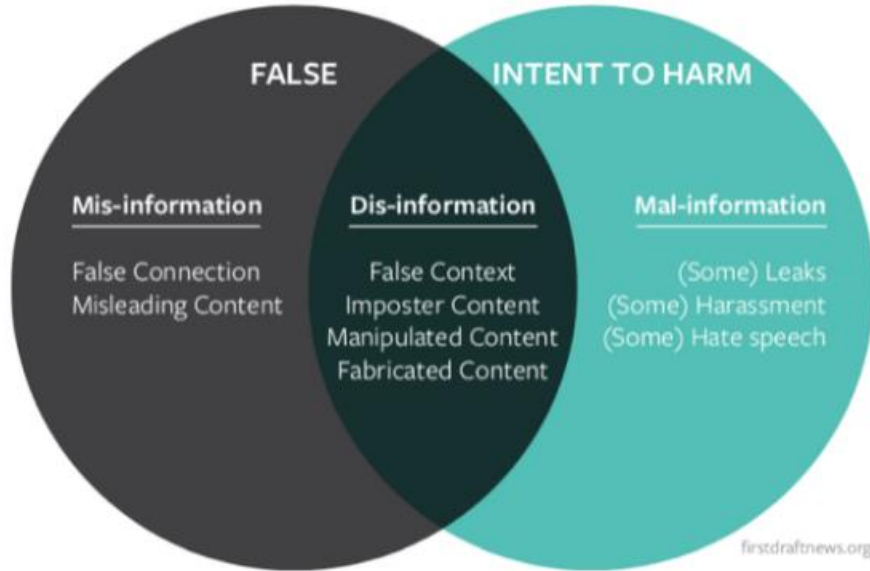 FALSE
INTENT TO HARM
Mis-information
False Connection
Misleading Content
Dis-information
False Context
Imposter Content
Manipulated Content
Fabricated Content
Mal-information
(Some) Leaks
(Some) Harassment
(Some) Hate speech
firstdraftnews.org